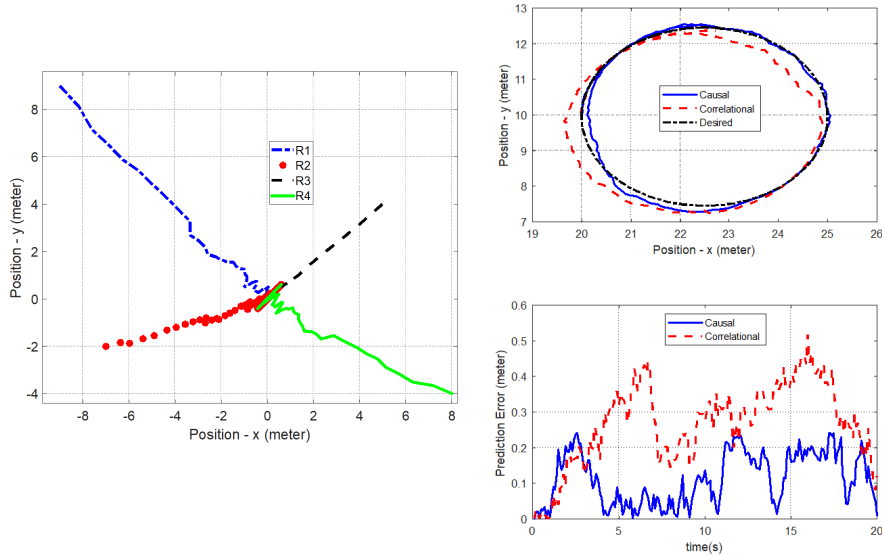 8
6
4
2
0
-2
-4
-8
-6
-4
-2
0
2
4
6
8
Position - x (meter)
Position - y (meter)
R1
R2
R3
R4
13
12
11
10
9
8
7
19
20
21
22
23
24
25
26
Position - x (meter)
Position - y (meter)
Causal
Correlational
Desired
0.6
0.5
0.4
0.3
0.2
0.1
0
0
5
10
15
20
time(s)
Prediction Error (meter)
Causal
Correlational